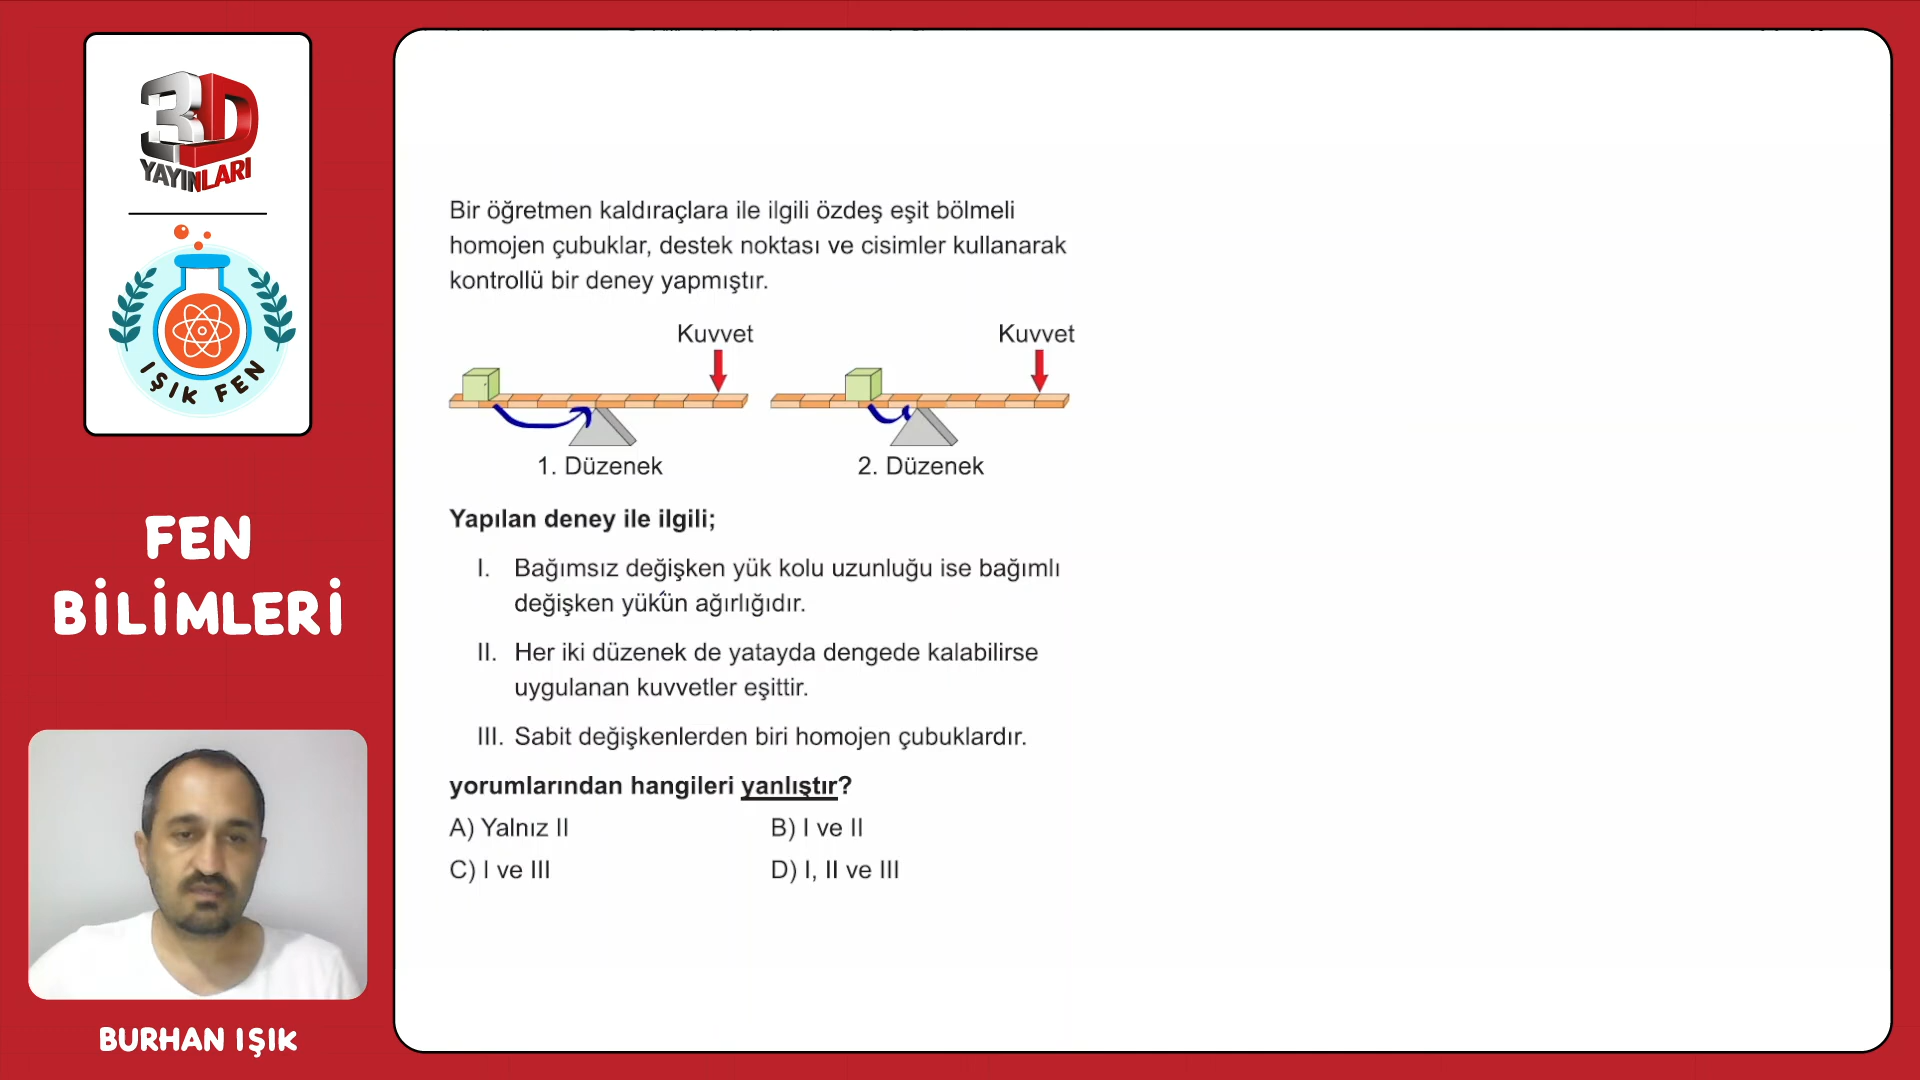 3D
YAYINLARI
IŞIK FEN
FEN
BİLİMLERİ
BURHAN IŞIK
Bir öğretmen kaldıraçlara ile ilgili özdeş eşit bölmeli
homojen çubuklar, destek noktası ve cisimler kullanarak
kontrollü bir deney yapmıştır.
Kuvvet
Kuvvet
1. Düzenek
2. Düzenek
Yapılan deney ile ilgili;
I. Bağımsız değişken yük kolu uzunluğu ise bağımlı
değişken yükün ağırlığıdır.
II. Her iki düzenek de yatayda dengede kalabilirse
uygulanan kuvvetler eşittir.
III. Sabit değişkenlerden biri homojen çubuklardır.
yorumlarından hangileri yanlıştır?
A) Yalnız II
B) I ve II
C) I ve III
D) I, II ve III